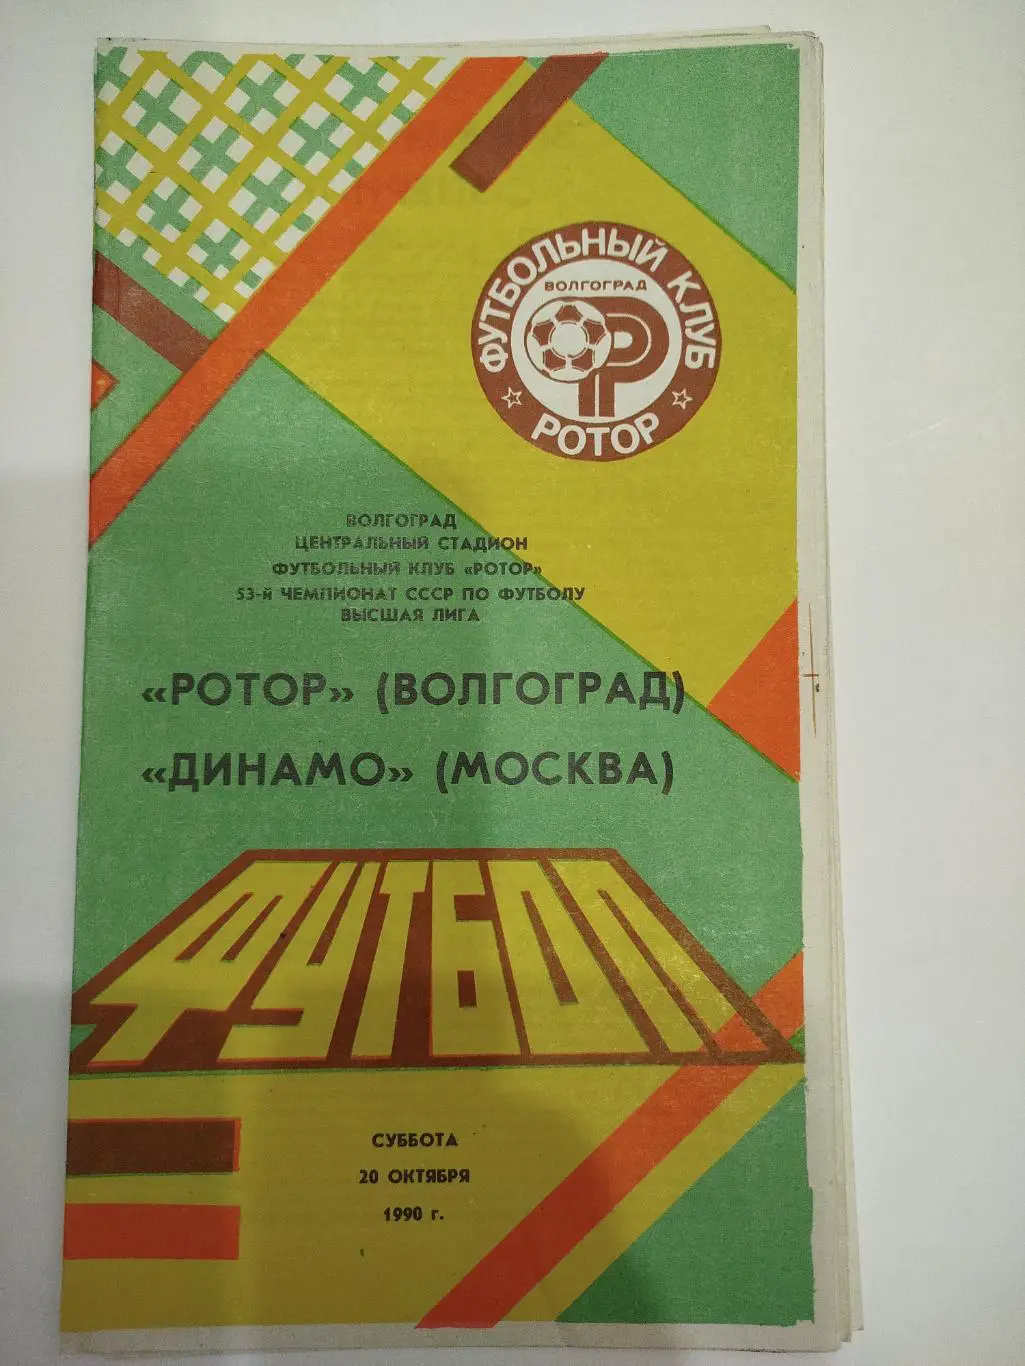 ФУТБОЛЬНЫЙ КЛУБ
ВОЛГОГРАД
Р
РОТОР
ВОЛГОГРАД
ЦЕНТРАЛЬНЫЙ СТАДИОН
ФУТБОЛЬНЫЙ КЛУБ «РОТОР»
53-й ЧЕМПИОНАТ СССР ПО ФУТБОЛУ
ВЫСШАЯ ЛИГА
«РОТОР» (ВОЛГОГРАД)
«ДИНАМО» (МОСКВА)
ФУТБОЛ
СУББОТА
20 ОКТЯБРЯ
1990 г.